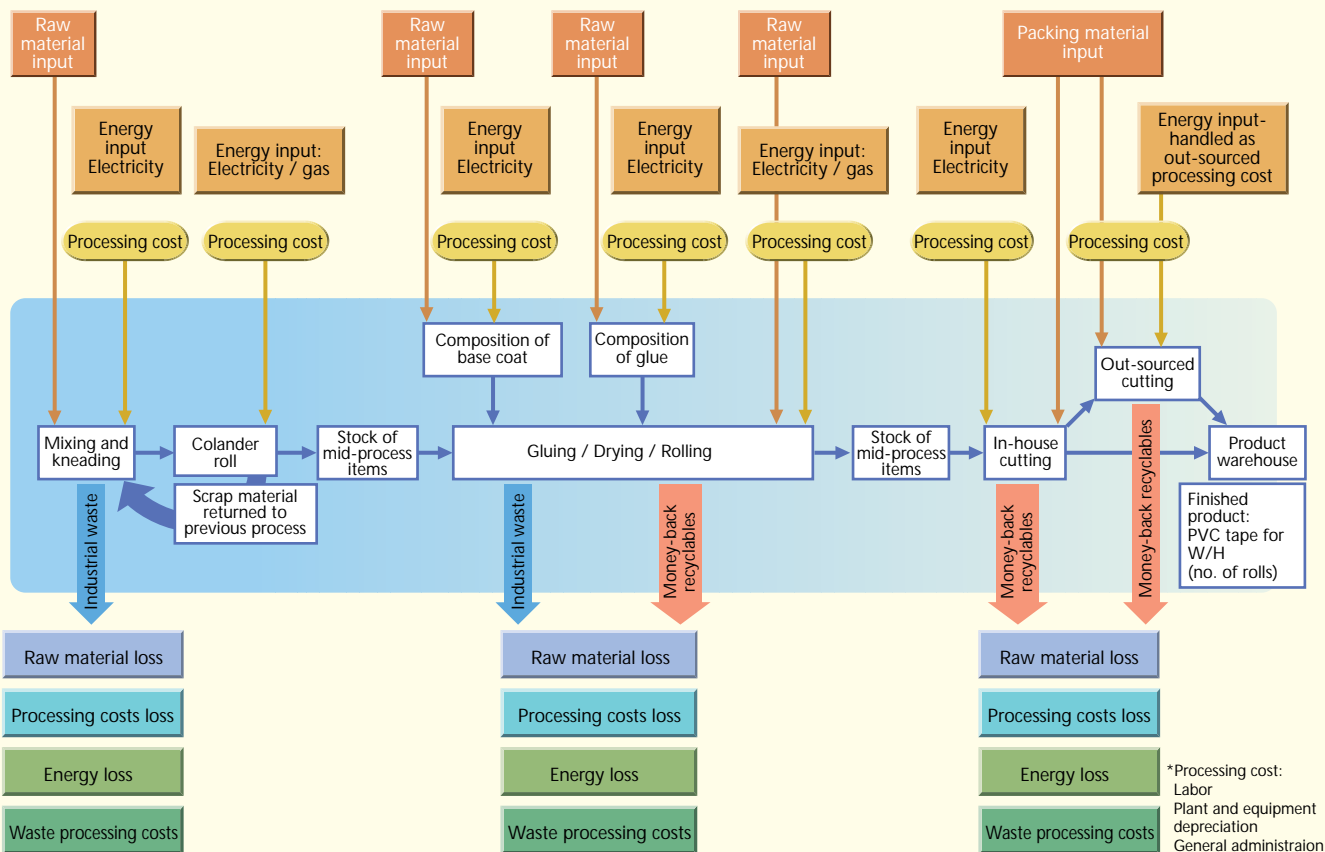 Raw
material
input
Raw
material
input
Raw
material
input
Raw
material
input
Packing material
input
Energy
input
Electricity
Energy input:
Electricity / gas
Energy
input
Electricity
Energy
input
Electricity
Energy input:
Electricity / gas
Energy
input
Electricity
Energy input-
handled as
out-sourced
processing cost
Processing cost
Processing cost
Processing cost
Processing cost
Processing cost
Processing cost
Processing cost
Composition of
base coat
Composition
of glue
Out-sourced
cutting
Mixing and
kneading
Colander
roll
Stock of
mid-process
items
Gluing / Drying / Rolling
Stock of
mid-process
items
In-house
cutting
Product
warehouse
Scrap material
returned to
previous process
Finished
product:
PVC tape for
W/H
(no. of rolls)
Industrial waste
Industrial waste
Money-back
recyclables
Money-back
recyclables
Money-back recyclables
Raw material loss
Processing costs loss
Energy loss
Waste processing costs
Raw material loss
Processing costs loss
Energy loss
Waste processing costs
Raw material loss
Processing costs loss
Energy loss
Waste processing costs
*Processing cost:
Labor
Plant and equipment
depreciation
General administraion